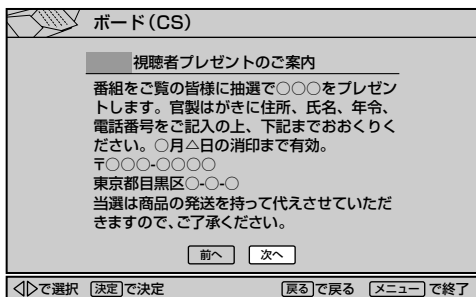 ボード（CS）
視聴者プレゼントのご案内
番組をご覧の皆様に抽選で○○○をプレゼン
トします。官製はがきに住所、氏名、年令、
電話番号をご記入の上、下記までおおくりく
ださい。○月△日の消印まで有効。
〒○○○-○○○○
東京都目黒区○-○-○
当選は商品の発送を持って代えさせていただ
きますので、ご了承ください。
前へ 次へ
◁▷で選択 決定で決定 戻るで戻る メニューで終了